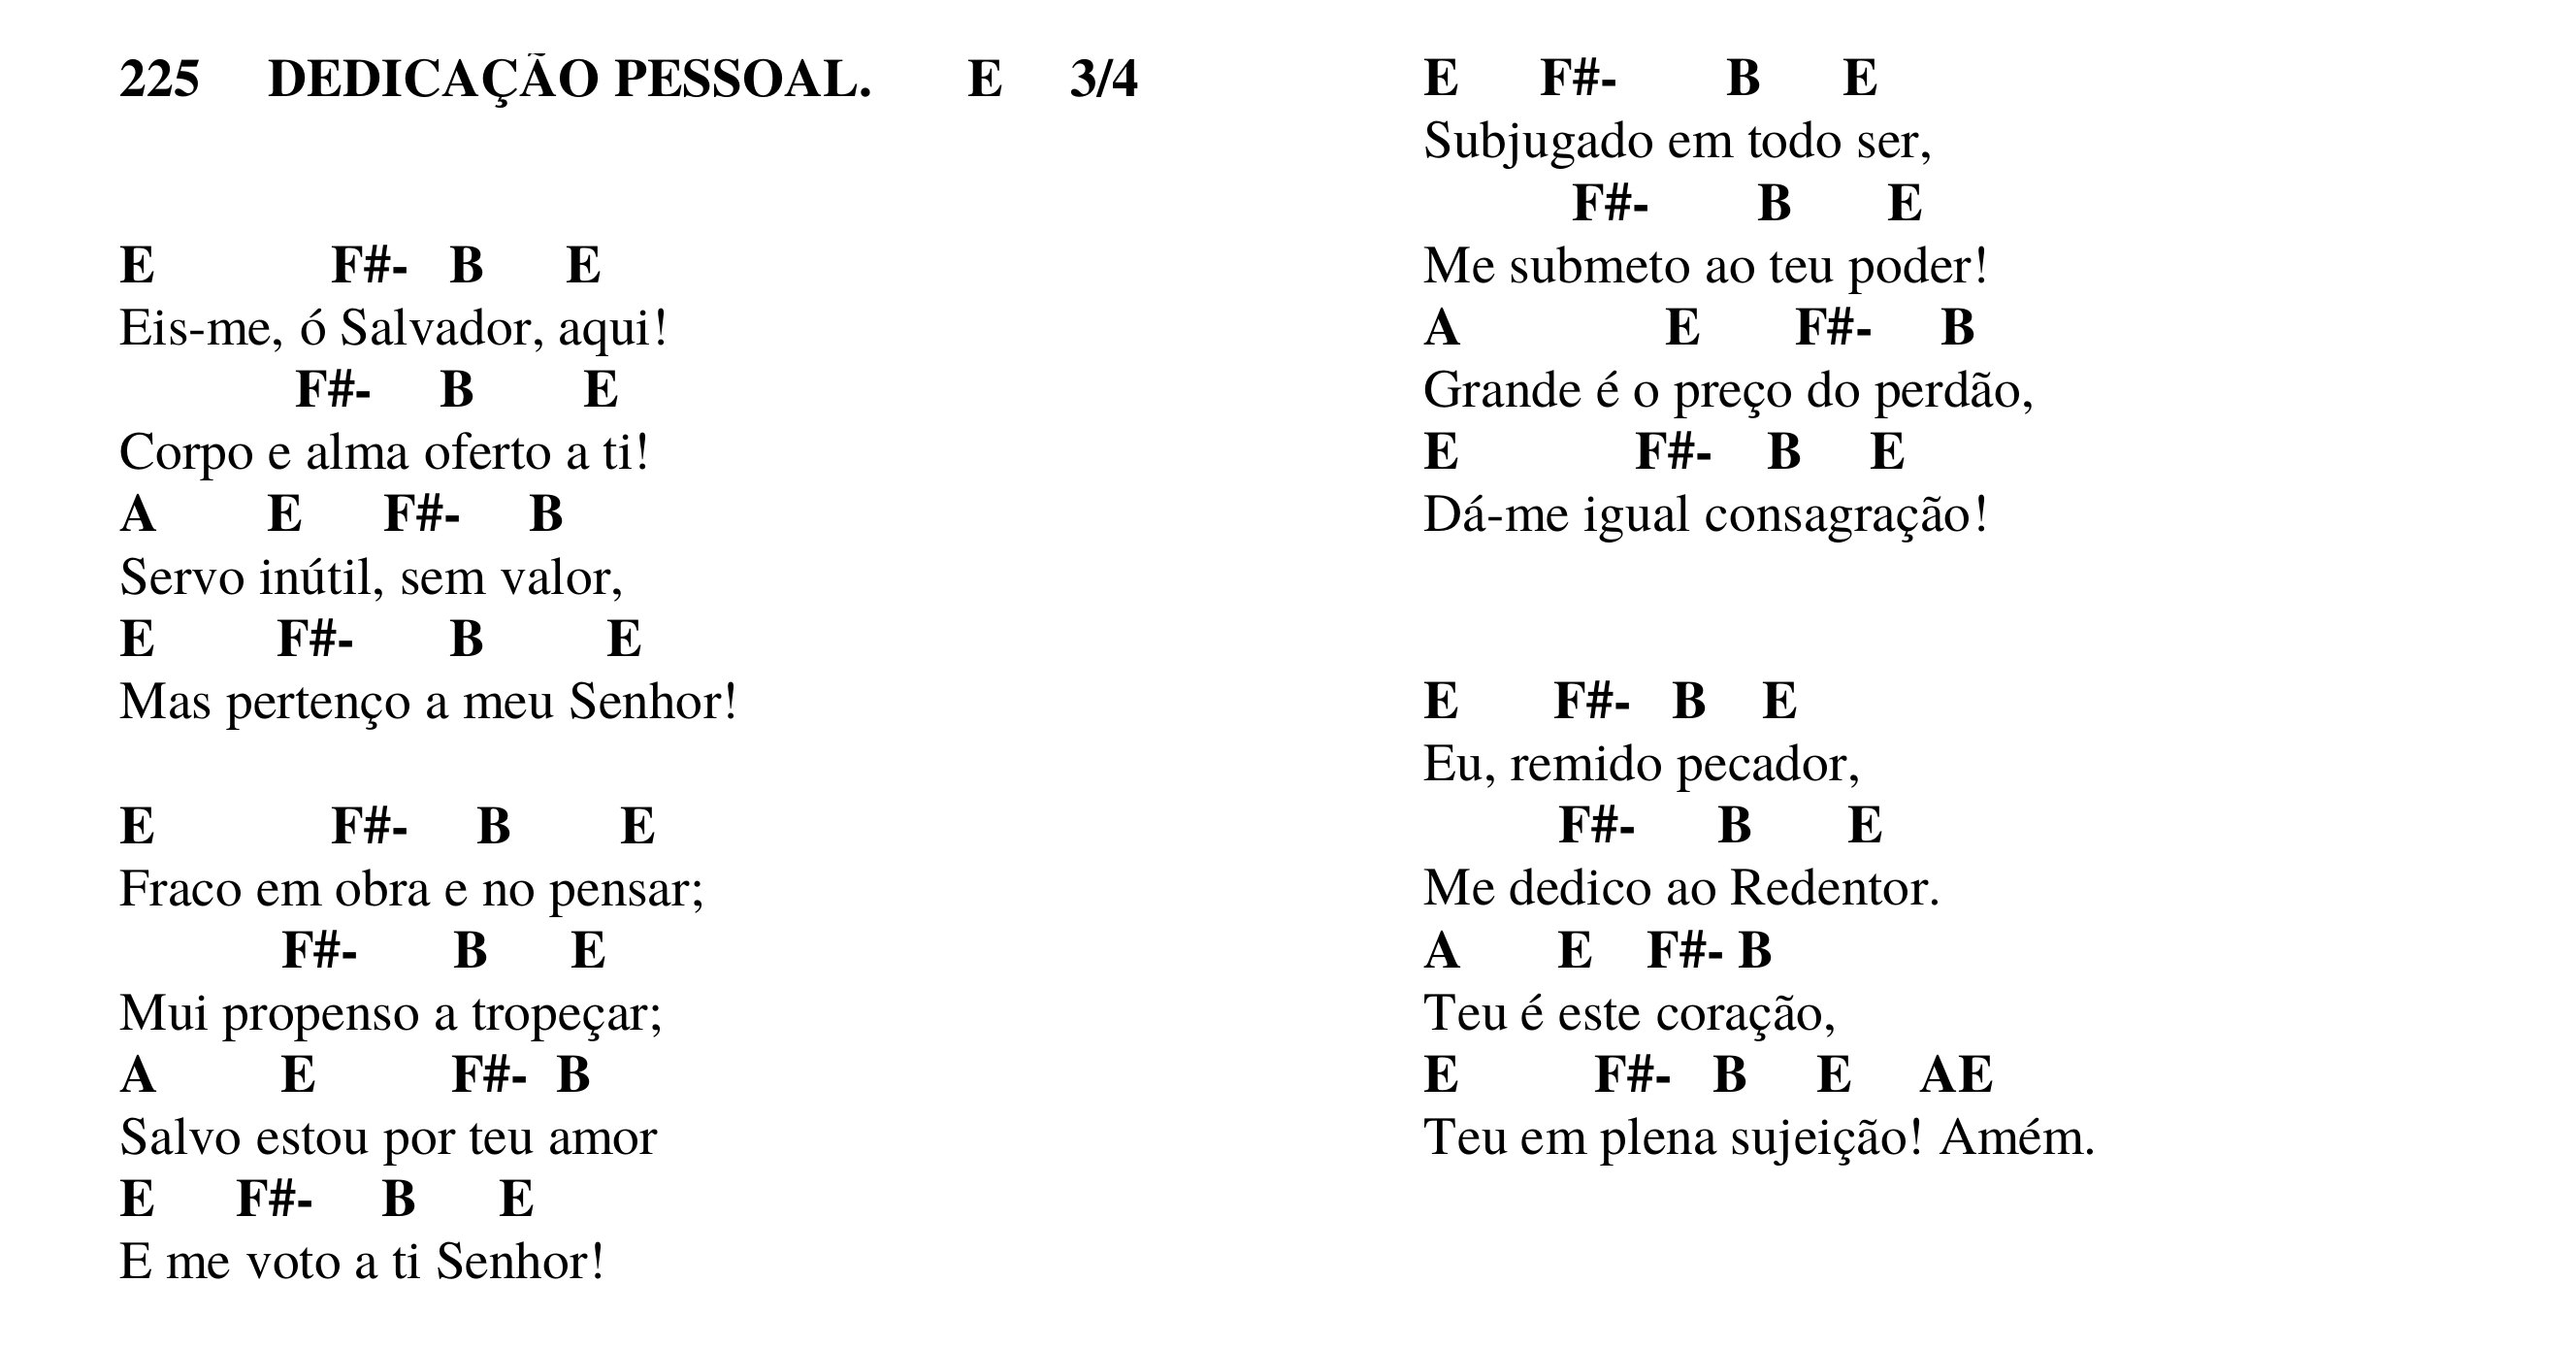 225 DEDICAÇÃO PESSOAL. E 3/4
E F#- B E
Eis-me, ó Salvador, aqui!
F#- B E
Corpo e alma oferto a ti!
A E F#- B
Servo inútil, sem valor,
E F#- B E
Mas pertenço a meu Senhor!
E F#- B E
Fraco em obra e no pensar;
F#- B E
Mui propenso a tropeçar;
A E F#- B
Salvo estou por teu amor
E F#- B E
E me voto a ti Senhor!
E F#- B E
Subjugado em todo ser,
F#- B E
Me submeto ao teu poder!
A E F#- B
Grande é o preço do perdão,
E F#- B E
Dá-me igual consagração!
E F#- B E
Eu, remido pecador,
F#- B E
Me dedico ao Redentor.
A E F#- B
Teu é este coração,
E F#- B E AE
Teu em plena sujeição! Amém.